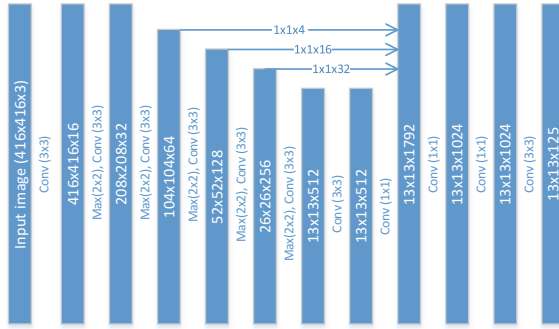 1x1x4
1x1x16
1x1x32
Input image (416x416x3)
Conv (3x3)
416x416x16
Max(2x2), Conv (3x3)
208x208x32
Max(2x2), Conv (3x3)
104x104x64
Max(2x2), Conv (3x3)
52x52x128
Max(2x2), Conv (3x3)
26x26x256
Max(2x2), Conv (3x3)
13x13x512
Conv (3x3)
13x13x512
Conv (1x1)
13x13x1792
Conv (1x1)
13x13x1024
Conv (1x1)
13x13x1024
Conv (3x3)
13x13x125